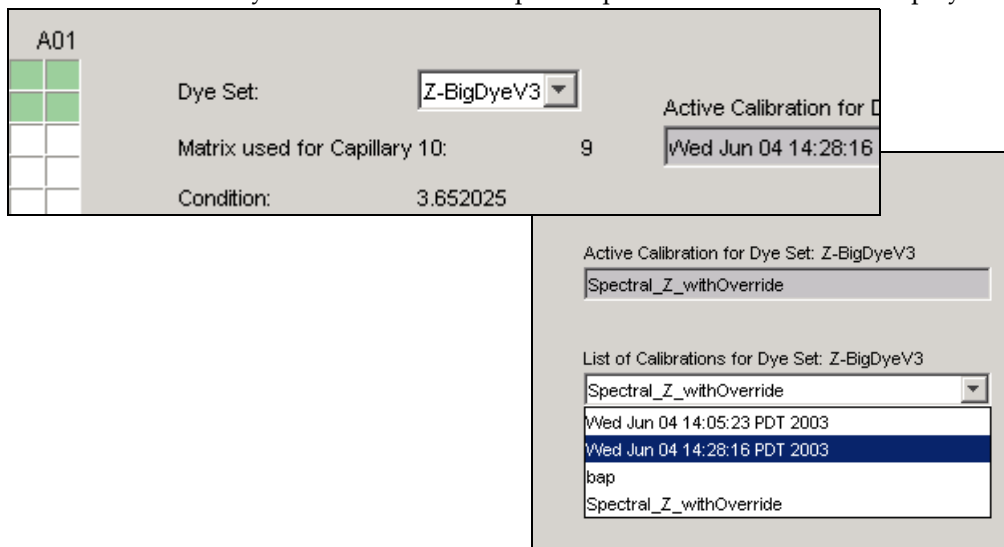 A01
Dye Set: Z-BigDyeV3
Active Calibration for
Matrix used for Capillary 10: 9 Wed Jun 04 14:28:16
Condition: 3.652025
Active Calibration for Dye Set: Z-BigDyeV3
Spectral_Z_withOverride
List of Calibrations for Dye Set: Z-BigDyeV3
Spectral_Z_withOverride
Wed Jun 04 14:05:23 PDT 2003
Wed Jun 04 14:28:16 PDT 2003
bap
Spectral_Z_withOverride